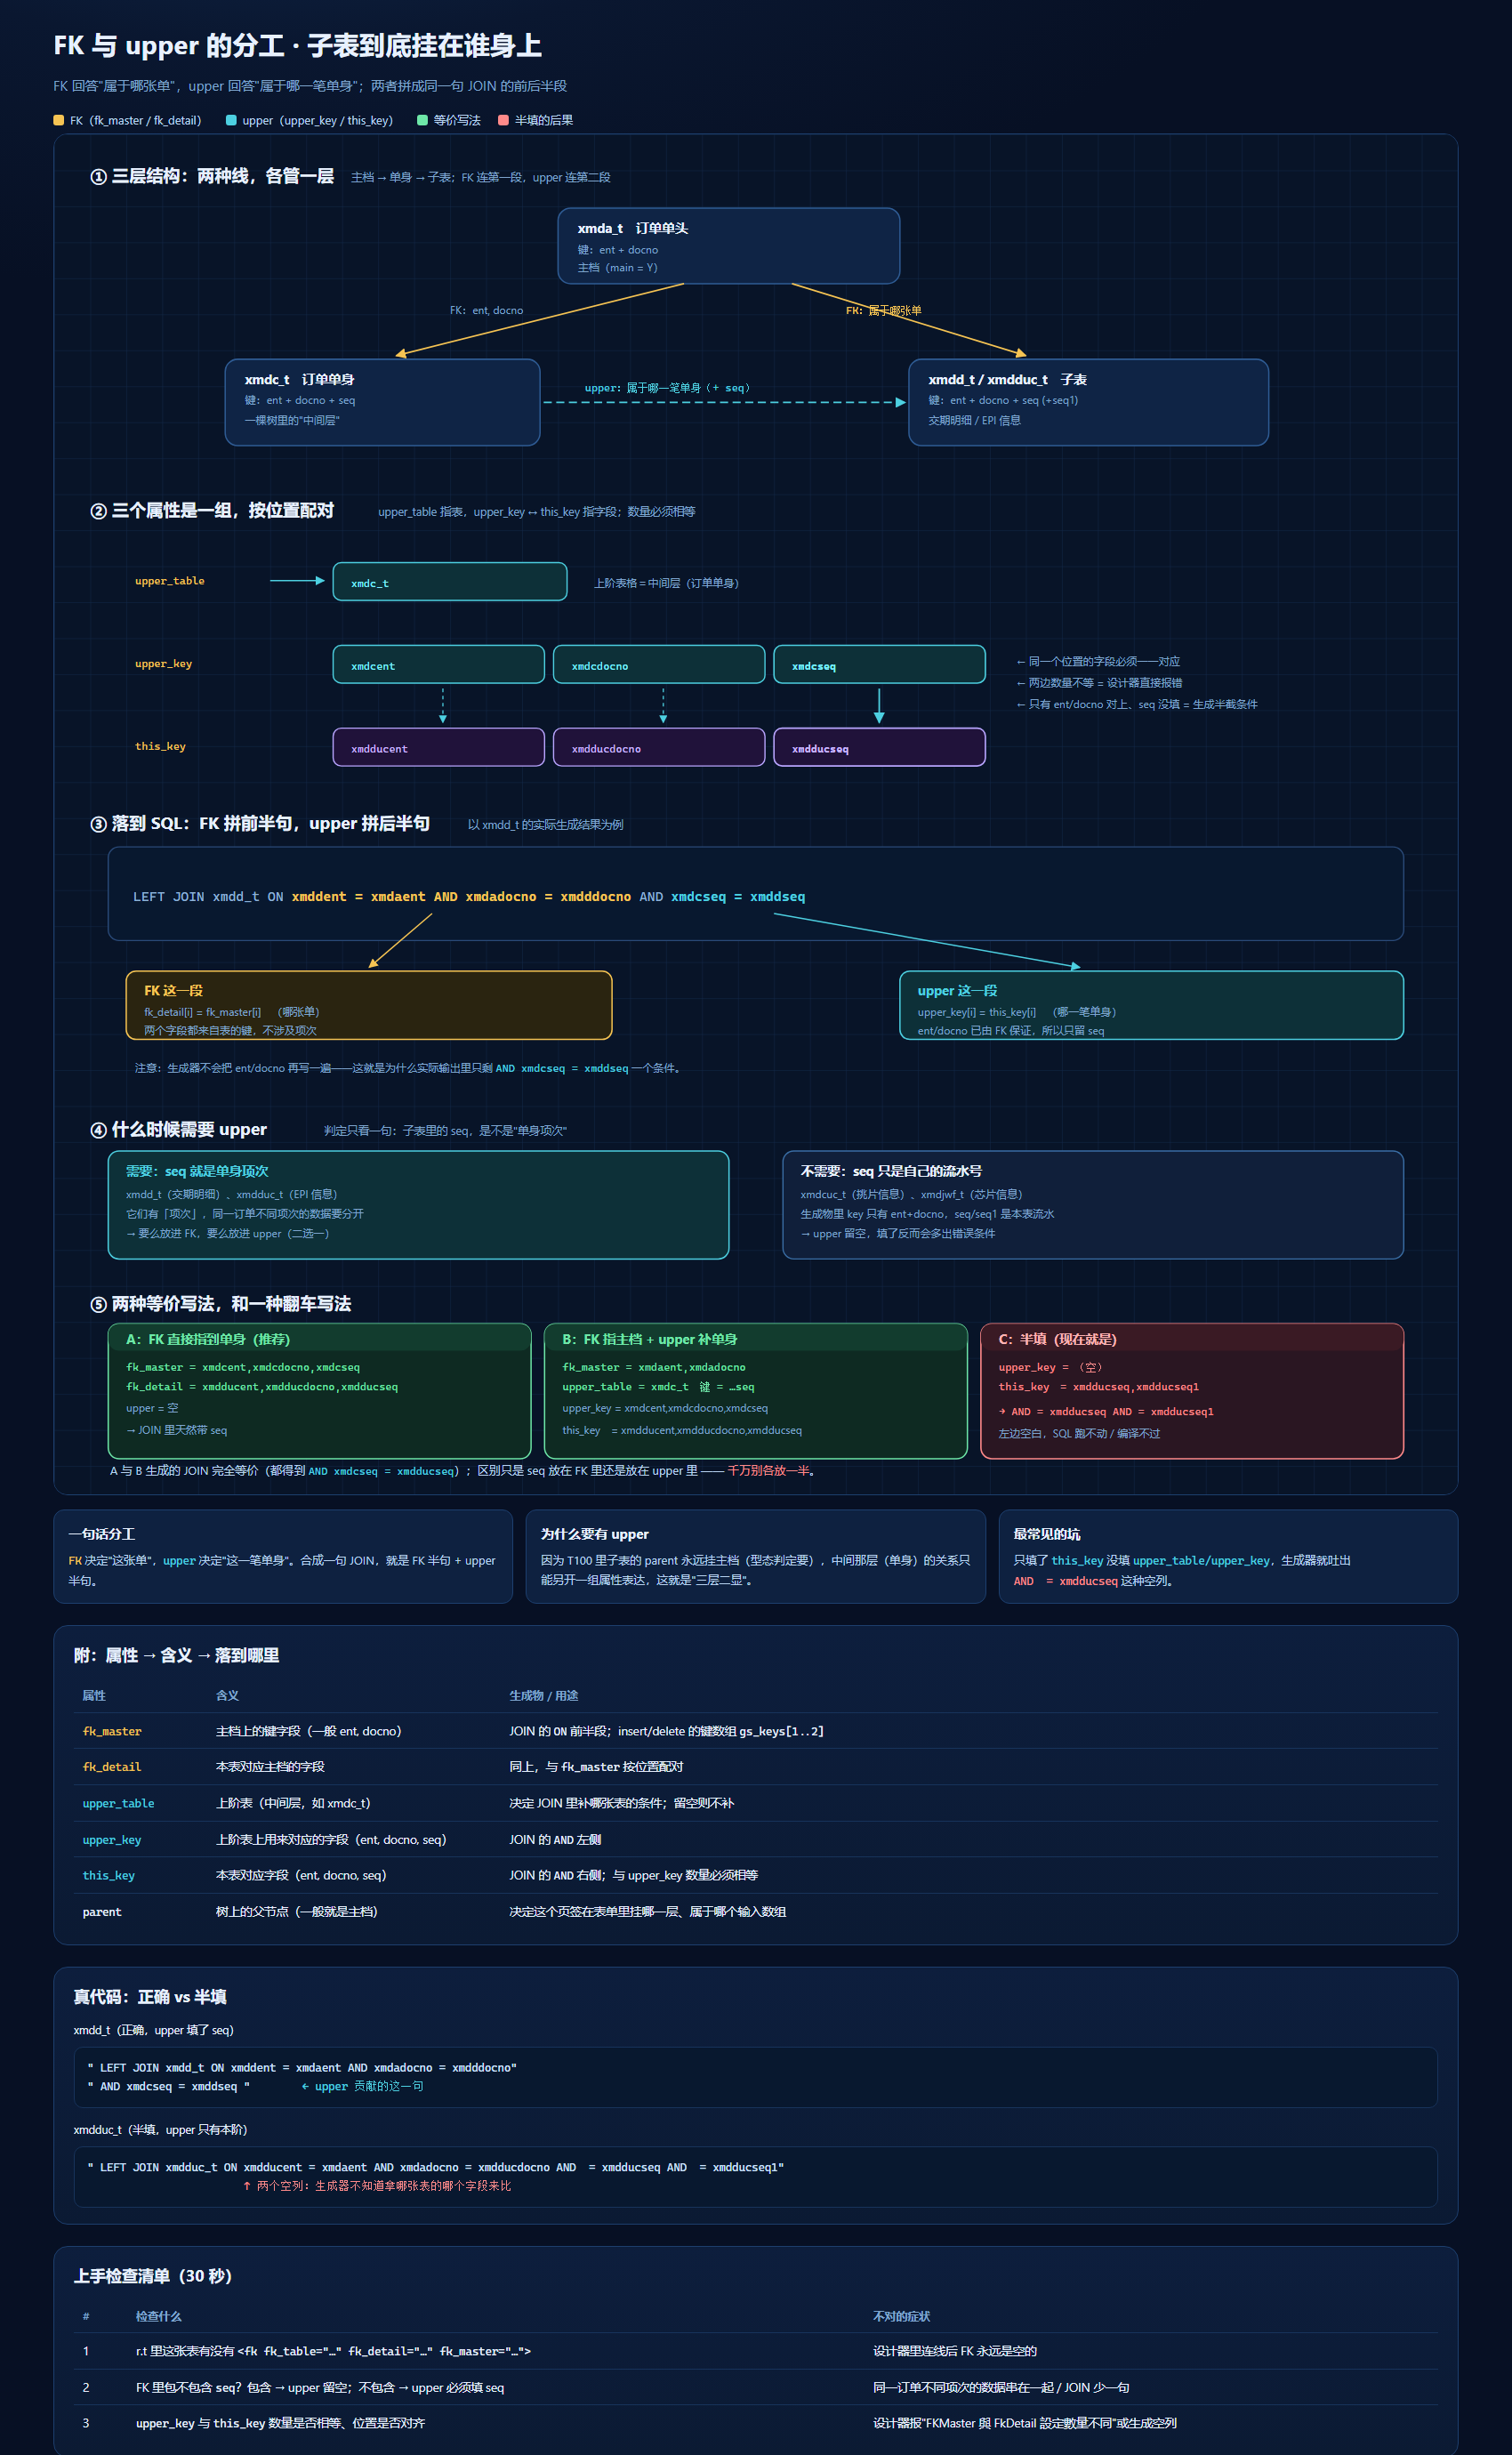 FK 与 upper 的分工 · 子表到底挂在谁身上
FK 回答"属于哪张单"，upper 回答"属于哪一笔单身"；两者拼成同一句 JOIN 的前后半段
FK（fk_master / fk_detail）
upper（upper_key / this_key）
等价写法
半填的后果
① 三层结构：两种线，各管一层
主档 → 单身 → 子表；FK 连第一段，upper 连第二段
xmda_t 订单单头
键：ent + docno
主档（main = Y）
FK：ent, docno
FK：属于哪张单
xmdc_t 订单单身
键：ent + docno + seq
一棵树里的"中间层"
upper：属于哪一笔单身（+ seq）
xmdd_t / xmdduc_t 子表
键：ent + docno + seq (+seq1)
交期明细 / EPI 信息
② 三个属性是一组，按位置配对
upper_table 指表，upper_key ↔ this_key 指字段；数量必须相等
upper_table
xmdc_t
上阶表格 = 中间层（订单单身）
upper_key
xmdcent
xmdcdocno
xmdcseq
← 同一个位置的字段必须一一对应
← 两边数量不等 = 设计器直接报错
← 只有 ent/docno 对上、seq 没填 = 生成半截条件
this_key
xmdducent
xmdducdocno
xmdducseq
③ 落到 SQL：FK 拼前半句，upper 拼后半句
以 xmdd_t 的实际生成结果为例
LEFT JOIN xmdd_t ON xmddent = xmdaent AND xmdadocno = xmdddocno AND xmdcseq = xmddseq
FK 这一段
fk_detail[i] = fk_master[i] （哪张单）
两个字段都来自表的键，不涉及项次
upper 这一段
upper_key[i] = this_key[i] （哪一笔单身）
ent/docno 已由 FK 保证，所以只留 seq
注意：生成器不会把 ent/docno 再写一遍——这就是为什么实际输出里只剩 AND xmdcseq = xmddseq 一个条件。
④ 什么时候需要 upper
判定只看一句：子表里的 seq，是不是"单身项次"
需要：seq 就是单身项次
xmdd_t（交期明细）、xmdduc_t（EPI 信息）
它们有「项次」，同一订单不同项次的数据要分开
→ 要么放进 FK，要么放进 upper（二选一）
不需要：seq 只是自己的流水号
xmdcuc_t（挑片信息）、xmdjwf_t（芯片信息）
生成物里 key 只有 ent+docno，seq/seq1 是本表流水
→ upper 留空，填了反而会多出错误条件
⑤ 两种等价写法，和一种翻车写法
A：FK 直接指到单身（推荐）
fk_master = xmdcent,xmdcdocno,xmdcseq
fk_detail = xmdducent,xmdducdocno,xmdducseq
upper = 空
→ JOIN 里天然带 seq
B：FK 指主档 + upper 补单身
fk_master = xmdaent,xmdadocno
upper_table = xmdc_t 键 = …seq
upper_key = xmdcent,xmdcdocno,xmdcseq
this_key = xmdducent,xmdducdocno,xmdducseq
C：半填（现在就是）
upper_key = （空）
this_key = xmdducseq,xmdducseq1
→ AND = xmdducseq AND = xmdducseq1
左边空白，SQL 跑不动 / 编译不过
A 与 B 生成的 JOIN 完全等价（都得到 AND xmdcseq = xmdducseq）；区别只是 seq 放在 FK 里还是放在 upper 里 —— 千万别各放一半。
一句话分工
FK 决定"这张单"，upper 决定"这一笔单身"。合成一句 JOIN，就是 FK 半句 + upper
半句。
为什么要有 upper
因为 T100 里子表的 parent 永远挂主档（型态判定要），中间那层（单身）的关系只
能另开一组属性表达，这就是"三层二显"。
最常见的坑
只填了 this_key 没填 upper_table/upper_key，生成器就吐出
AND = xmdducseq 这种空列。
附：属性 → 含义 → 落到哪里
属性 含义 生成物 / 用途
fk_master 主档上的键字段（一般 ent, docno） JOIN 的 ON 前半段；insert/delete 的键数组 gs_keys[1..2]
fk_detail 本表对应主档的字段 同上，与 fk_master 按位置配对
upper_table 上阶表（中间层，如 xmdc_t） 决定 JOIN 里补哪张表的条件；留空则不补
upper_key 上阶表上用来对应的字段（ent, docno, seq） JOIN 的 AND 左侧
this_key 本表对应字段（ent, docno, seq） JOIN 的 AND 右侧；与 upper_key 数量必须相等
parent 树上的父节点（一般就是主档） 决定这个页签在表单里挂哪一层、属于哪个输入数组
真代码：正确 vs 半填
xmdd_t（正确，upper 填了 seq）
" LEFT JOIN xmdd_t ON xmddent = xmdaent AND xmdadocno = xmdddocno"
" AND xmdcseq = xmddseq " ← upper 贡献的这一句
xmdduc_t（半填，upper 只有本阶）
" LEFT JOIN xmdduc_t ON xmdducent = xmdaent AND xmdadocno = xmdducdocno AND = xmdducseq AND = xmdducseq1"
↑ 两个空列：生成器不知道拿哪张表的哪个字段来比
上手检查清单（30 秒）
# 检查什么 不对的症状
1 r.t 里这张表有没有 <fk fk_table="…" fk_detail="…" fk_master="…"> 设计器里连线后 FK 永远是空的
2 FK 里包不包含 seq？包含 → upper 留空；不包含 → upper 必须填 seq 同一订单不同项次的数据串在一起 / JOIN 少一句
3 upper_key 与 this_key 数量是否相等、位置是否对齐 设计器报"FKMaster 與 FkDetail 設定數量不同"或生成空列